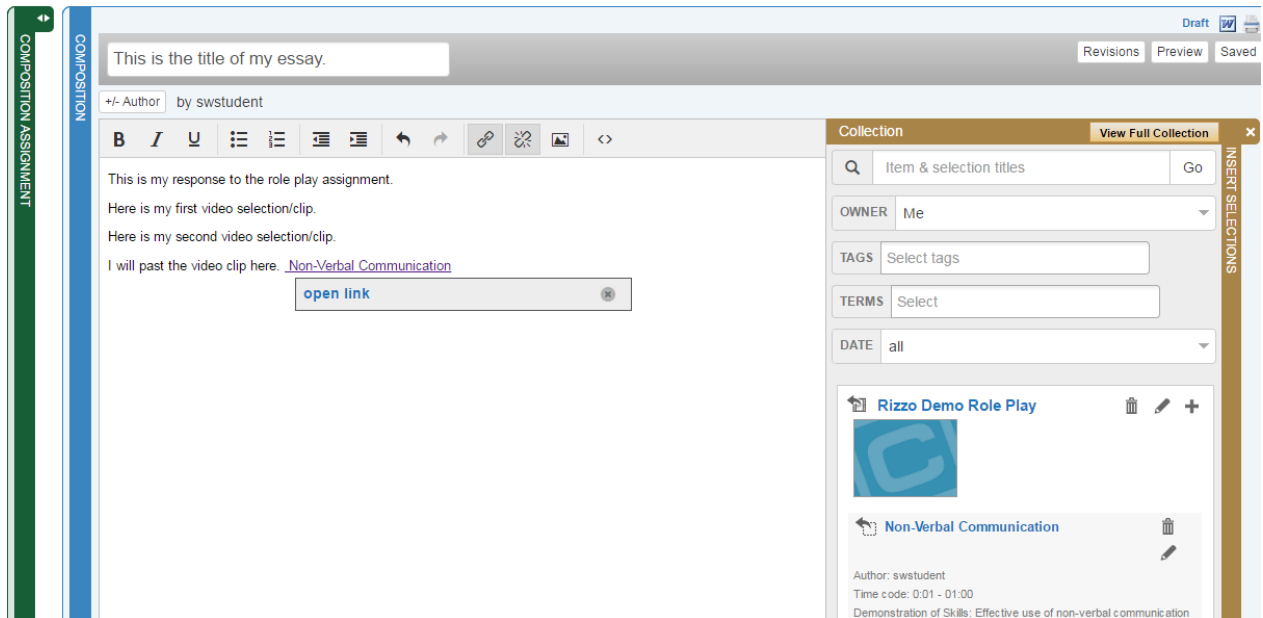 COMPOSITION ASSIGNMENT
COMPOSITION
Draft
This is the title of my essay.
Revisions Preview Saved
+/- Author by swstudent
B I U
This is my response to the role play assignment.
Here is my first video selection/clip.
Here is my second video selection/clip.
I will past the video clip here. Non-Verbal Communication
open link
Collection View Full Collection
INSERT SELECTIONS
Item & selection titles Go
OWNER Me
TAGS Select tags
TERMS Select
DATE all
Rizzo Demo Role Play
Non-Verbal Communication
Author: swstudent
Time code: 0:01 - 01:00
Demonstration of Skills: Effective use of non-verbal communication